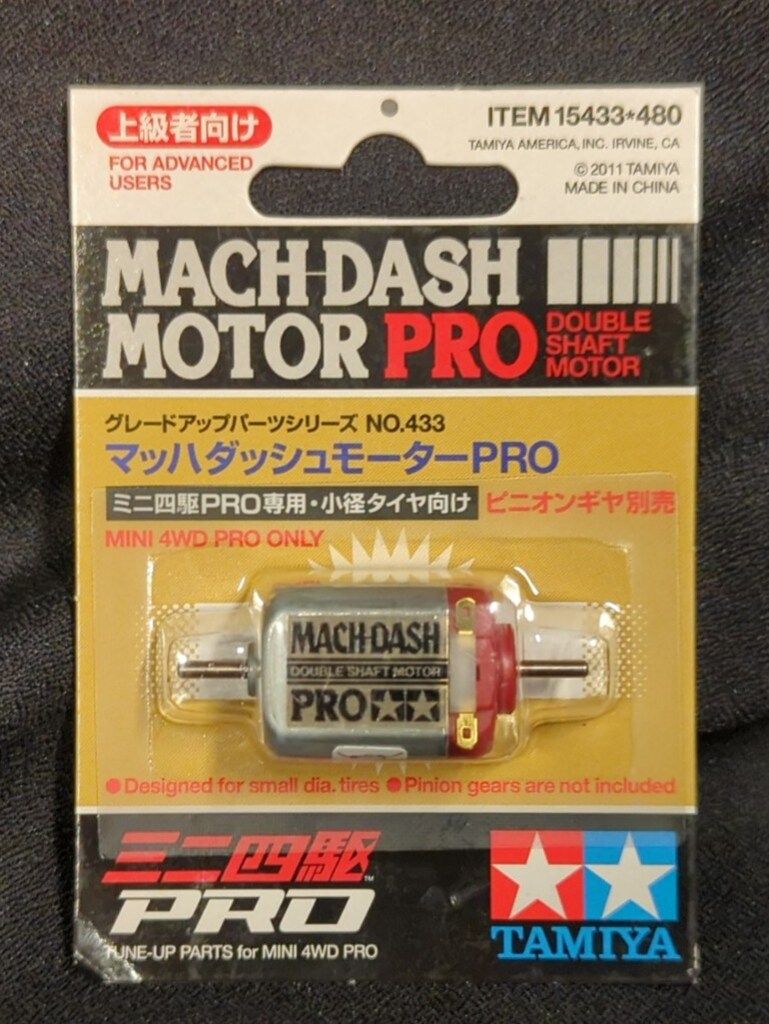 上級者向け
FOR ADVANCED
USERS
ITEM 15433*480
TAMIYA AMERICA, INC. IRVINE, CA
© 2011 TAMIYA
MADE IN CHINA
MACH-DASH
MOTOR PRO
DOUBLE
SHAFT
MOTOR
グレードアップパーツシリーズ NO.433
マッハダッシュモーターPRO
ミニ四駆PRO専用・小径タイヤ向け ピニオンギヤ別売
MINI 4WD PRO ONLY
MACH-DASH
DOUBLE SHAFT MOTOR
PRO
●Designed for small dia. tires ●Pinion gears are not included
ミニ四駆™
PRO
TUNE-UP PARTS for MINI 4WD PRO
TAMIYA